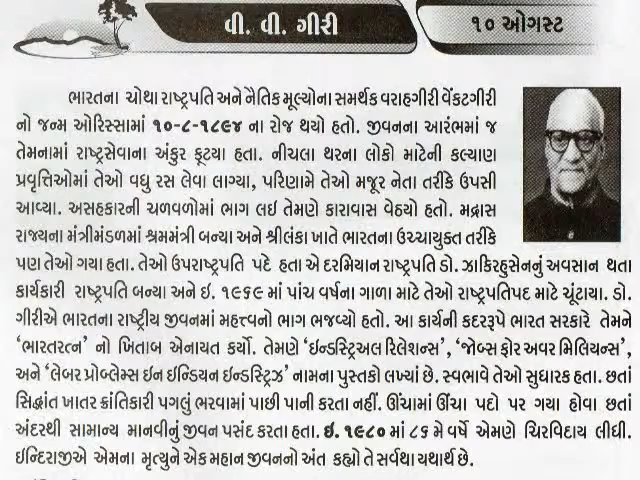 વી. વી. ગીરી
૧૦ ઓગસ્ટ
ભારતના ચોથા રાષ્ટ્રપતિ અને નૈતિક મૂલ્યોના સમર્થક વરાહગીરી વેંકટગીરી
નો જન્મ ઓરિસ્સામાં ૧૦-૮-૧૮૯૪ ના રોજ થયો હતો. જીવનના આરંભમાં જ
તેમનામાં રાષ્ટ્રસેવાના અંકુર ફૂટયા હતા. નીચલા થરના લોકો માટેની કલ્યાણ
પ્રવૃત્તિઓમાં તેઓ વધુ રસ લેવા લાગ્યા, પરિણામે તેઓ મજૂર નેતા તરીકે ઉપસી
આવ્યા. અસહકારની ચળવળોમાં ભાગ લઇ તેમણે કારાવાસ વેઠયો હતો. મદ્રાસ
રાજ્યના મંત્રીમંડળમાં શ્રમમંત્રી બન્યા અને શ્રીલંકા ખાતે ભારતના ઉચ્ચાયુક્ત તરીકે
પણ તેઓ ગયા હતા. તેઓ ઉપરાષ્ટ્રપતિ પદે હતા એ દરમિયાન રાષ્ટ્રપતિ ડો. ઝાકિરહુસેનનું અવસાન થતા
કાર્યકારી રાષ્ટ્રપતિ બન્યા અને ઇ. ૧૯૬૯ માં પાંચ વર્ષના ગાળા માટે તેઓ રાષ્ટ્રપતિપદ માટે ચૂંટાયા. ડો.
ગીરીએ ભારતના રાષ્ટ્રીય જીવનમાં મહત્ત્વનો ભાગ ભજવ્યો હતો. આ કાર્યની કદરરૂપે ભારત સરકારે તેમને
‘ભારતરત્ન’ નો ખિતાબ એનાયત કર્યો. તેમણે ‘ઇન્ડસ્ટ્રિઅલ રિલેશન્સ’, ‘જોબ્સ ફોર અવર મિલિયન્સ’,
અને ‘લેબર પ્રોબ્લેમ્સ ઇન ઇન્ડિયન ઇન્ડસ્ટ્રિઝ’ નામના પુસ્તકો લખ્યાં છે. સ્વભાવે તેઓ સુધારક હતા. છતાં
સિદ્ધાંત ખાતર ક્રાંતિકારી પગલું ભરવામાં પાછી પાની કરતા નહીં. ઊંચામાં ઊંચા પદો પર ગયા હોવા છતાં
અંદરથી સામાન્ય માનવીનું જીવન પસંદ કરતા હતા. ઇ. ૧૯૮૦ માં ૮૬ મે વર્ષે એમણે ચિરવિદાય લીધી.
ઇન્દિરાજીએ એમના મૃત્યુને એક મહાન જીવનનો અંત કહ્યો તે સર્વથા યથાર્થ છે.